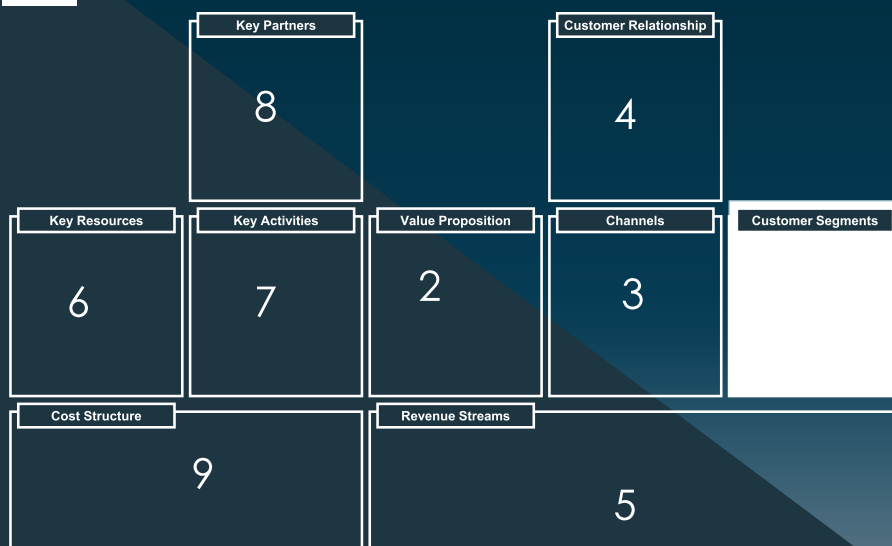 Key Partners
Customer Relationship
8
4
Key Resources
Key Activities
Value Proposition
Channels
Customer Segments
6
7
2
3
Cost Structure
Revenue Streams
9
5